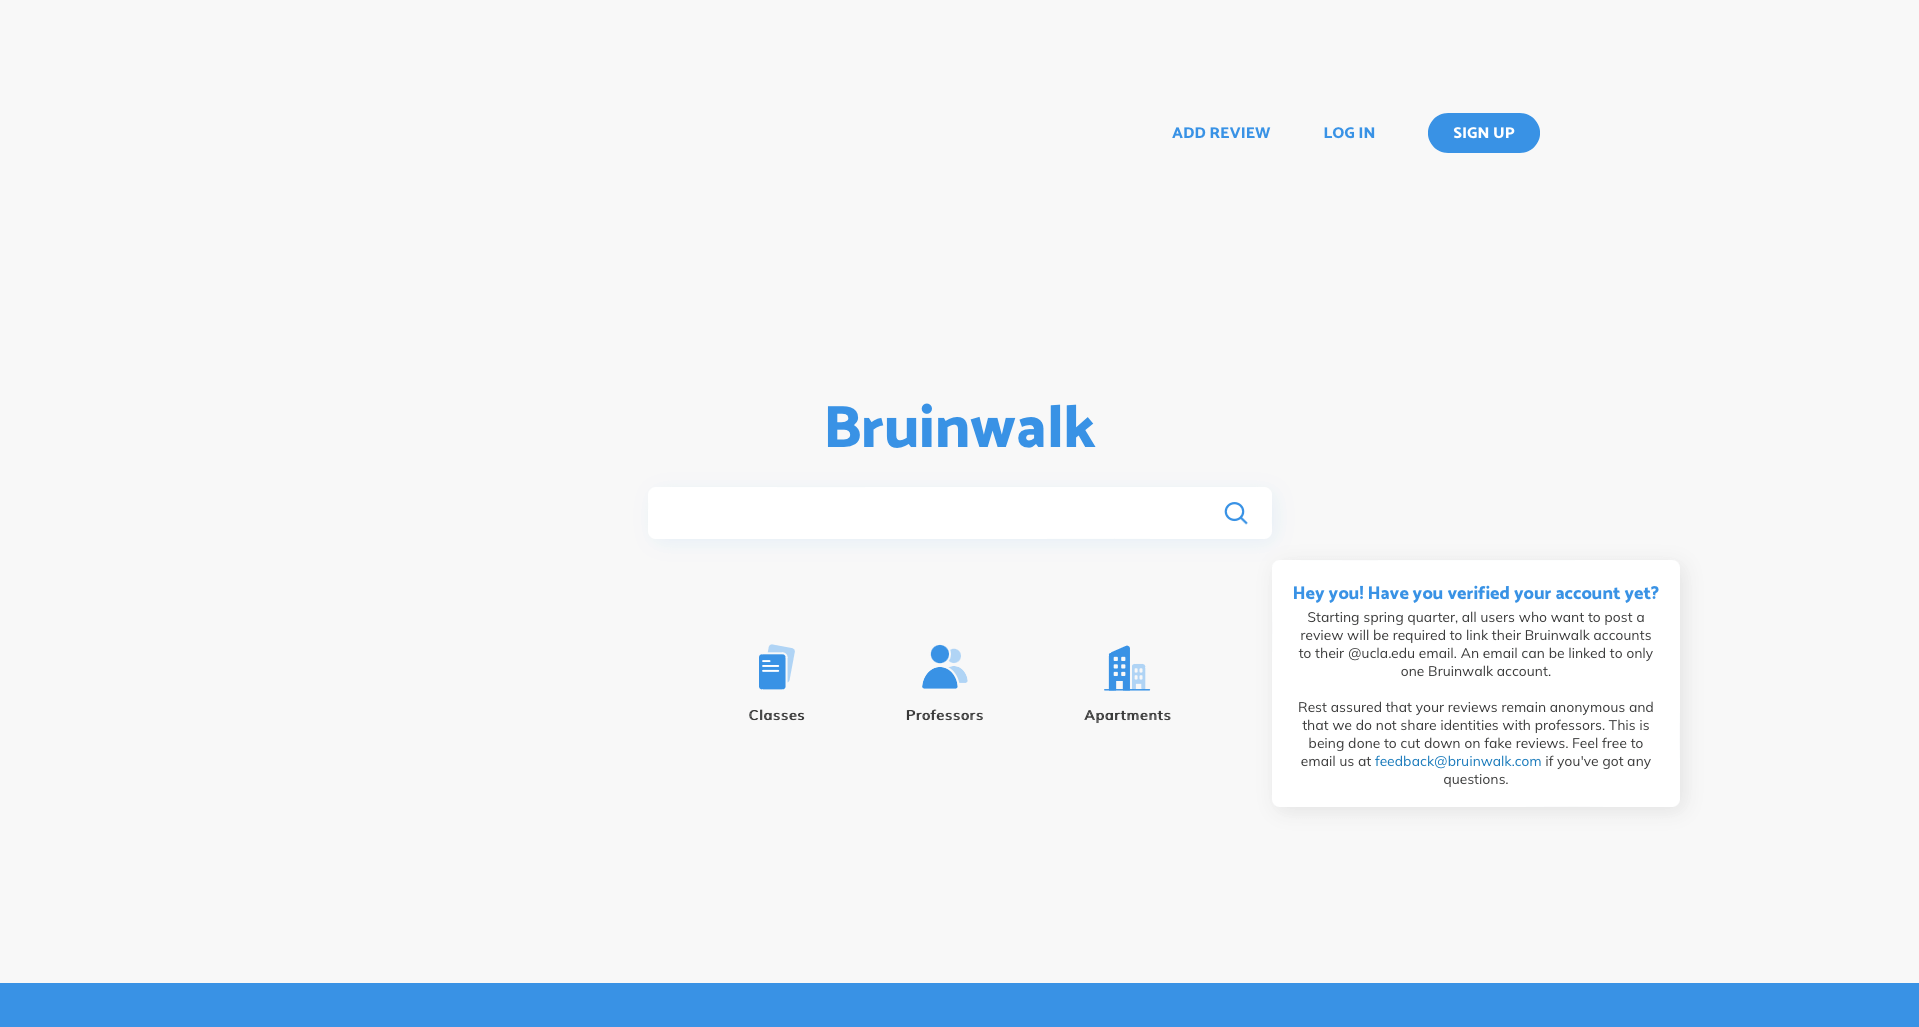 ADD REVIEW
LOG IN
SIGN UP
Bruinwalk
Classes
Professors
Apartments
Hey you! Have you verified your account yet?
Starting spring quarter, all users who want to post a
review will be required to link their Bruinwalk accounts
to their @ucla.edu email. An email can be linked to only
one Bruinwalk account.
Rest assured that your reviews remain anonymous and
that we do not share identities with professors. This is
being done to cut down on fake reviews. Feel free to
email us at feedback@bruinwalk.com if you've got any
questions.